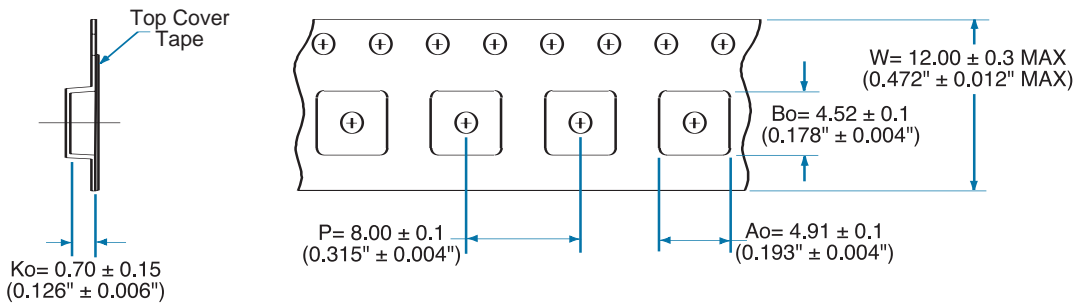 Top Cover
Tape
W= 12.00 ± 0.3 MAX
(0.472" ± 0.012" MAX)
Bo= 4.52 ± 0.1
(0.178" ± 0.004")
P= 8.00 ± 0.1
(0.315" ± 0.004")
Ao= 4.91 ± 0.1
(0.193" ± 0.004")
Ko= 0.70 ± 0.15
(0.126" ± 0.006")